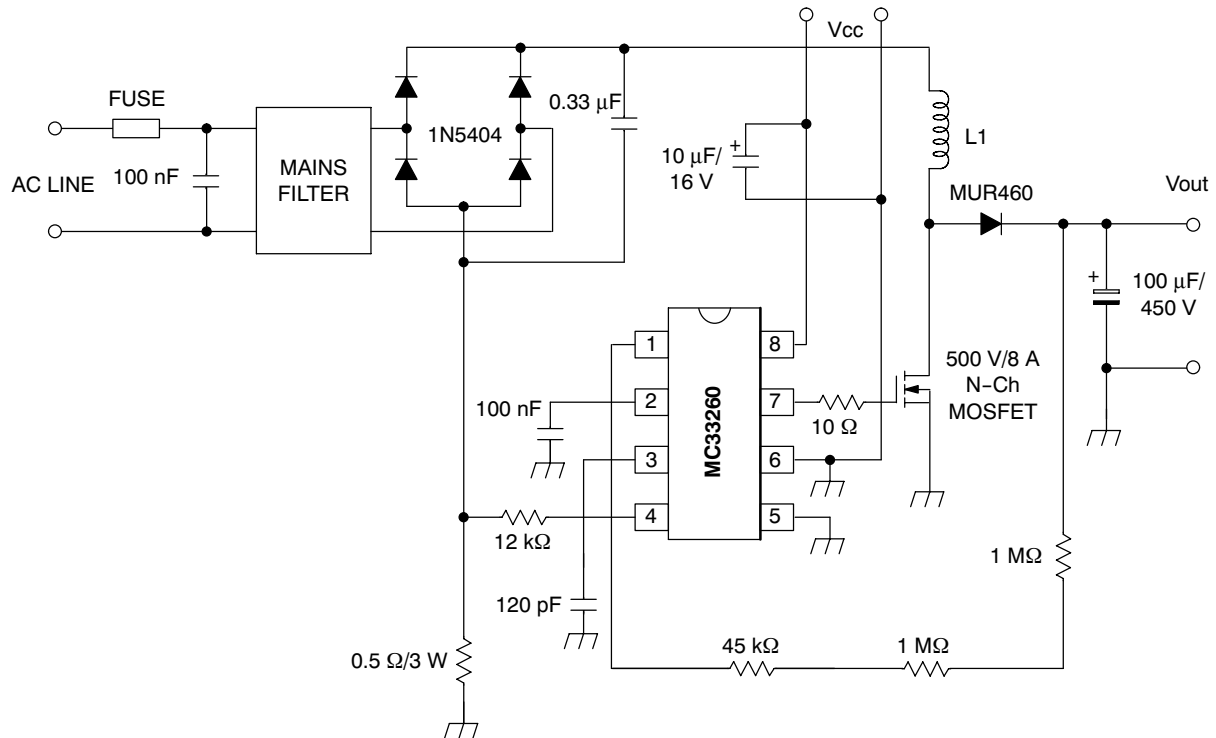 Vcc
FUSE
0.33 µF
1N5404
L1
100 nF
MAINS
FILTER
10 µF/
16 V
+
AC LINE
MUR460
Vout
+
100 µF/
450 V
1
8
500 V/8 A
N–Ch
MOSFET
100 nF
2
7
10 Ω
MC33260
3
6
4
5
12 kΩ
1 MΩ
120 pF
45 kΩ
1 MΩ
0.5 Ω/3 W